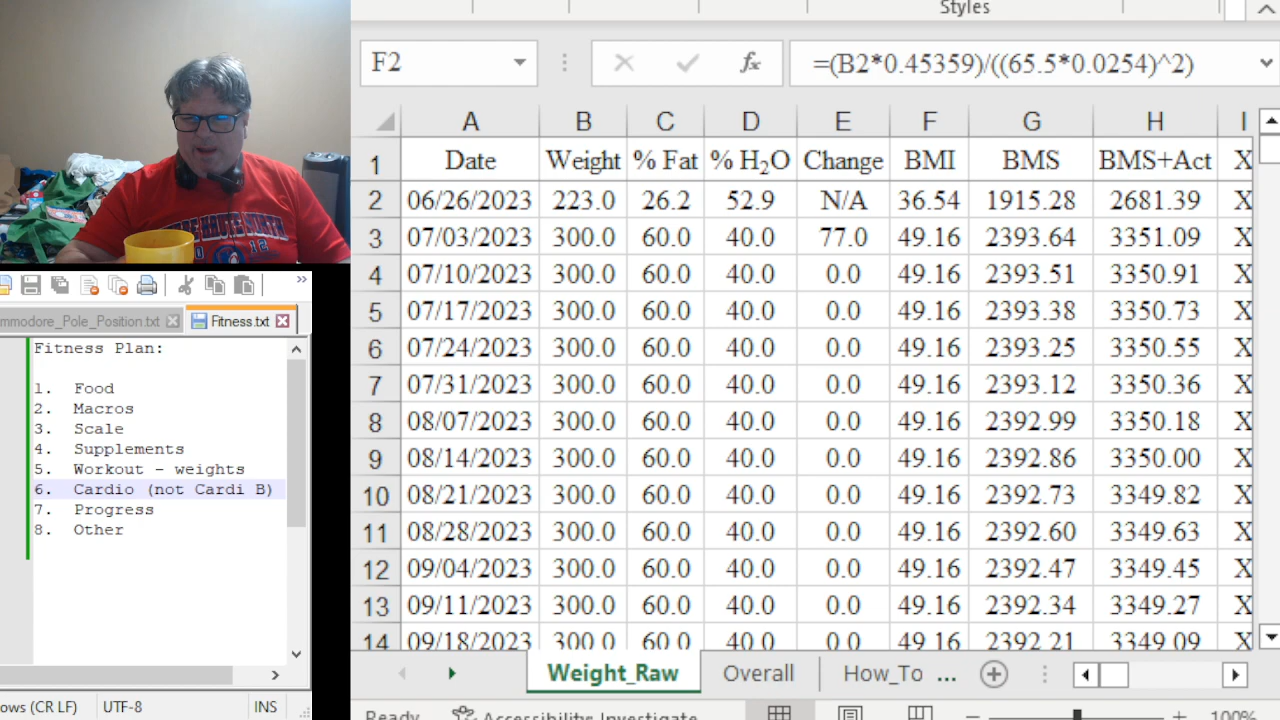 Styles
F2
fx
=(B2*0.45359)/((65.5*0.0254)^2)
A B C D E F G H I
1 Date Weight % Fat % H₂O Change BMI BMS BMS+Act X
2 06/26/2023 223.0 26.2 52.9 N/A 36.54 1915.28 2681.39 X
3 07/03/2023 300.0 60.0 40.0 77.0 49.16 2393.64 3351.09 X
4 07/10/2023 300.0 60.0 40.0 0.0 49.16 2393.51 3350.91 X
5 07/17/2023 300.0 60.0 40.0 0.0 49.16 2393.38 3350.73 X
6 07/24/2023 300.0 60.0 40.0 0.0 49.16 2393.25 3350.55 X
7 07/31/2023 300.0 60.0 40.0 0.0 49.16 2393.12 3350.36 X
8 08/07/2023 300.0 60.0 40.0 0.0 49.16 2392.99 3350.18 X
9 08/14/2023 300.0 60.0 40.0 0.0 49.16 2392.86 3350.00 X
10 08/21/2023 300.0 60.0 40.0 0.0 49.16 2392.73 3349.82 X
11 08/28/2023 300.0 60.0 40.0 0.0 49.16 2392.60 3349.63 X
12 09/04/2023 300.0 60.0 40.0 0.0 49.16 2392.47 3349.45 X
13 09/11/2023 300.0 60.0 40.0 0.0 49.16 2392.34 3349.27 X
14 09/18/2023 300.0 60.0 40.0 0.0 49.16 2392.21 3349.09 X
Weight_Raw Overall How_To ...
Ready Accessibility: Investigate 100%
12
mmodore_Pole_Position.txt Fitness.txt
Fitness Plan:
1. Food
2. Macros
3. Scale
4. Supplements
5. Workout - weights
6. Cardio (not Cardi B)
7. Progress
8. Other
ows (CR LF) UTF-8 INS